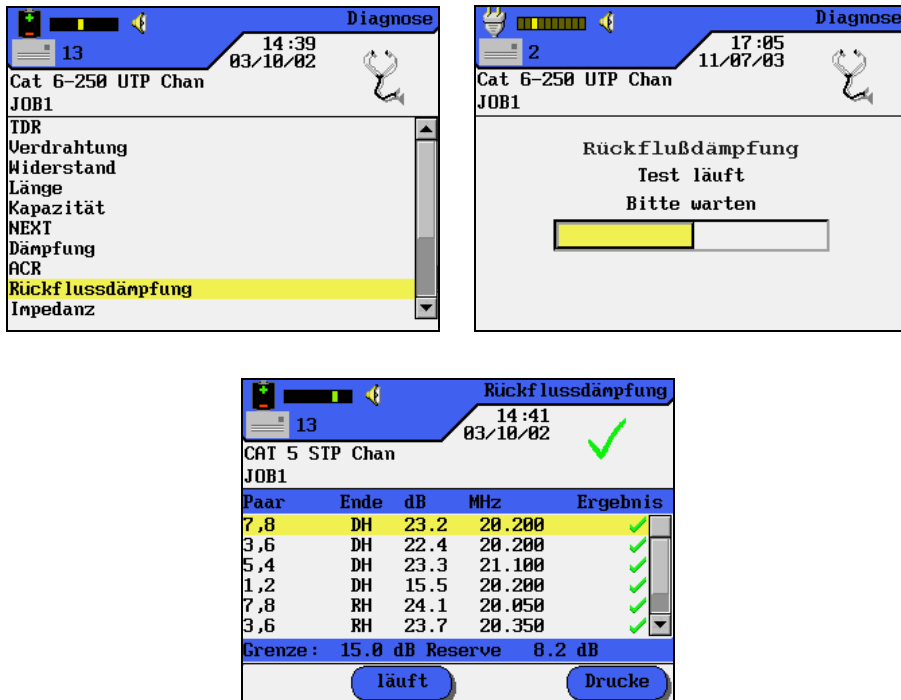 Diagnose
13
14:39
03/10/02
Cat 6-250 UTP Chan
JOB1
TDR
Verdrahtung
Widerstand
Länge
Kapazität
NEXT
Dämpfung
ACR
Rückflussdämpfung
Impedanz
Diagnose
2
17:05
11/07/03
Cat 6-250 UTP Chan
JOB1
Rückflußdämpfung
Test läuft
Bitte warten
Rückflussdämpfung
13
14:41
03/10/02
CAT 5 STP Chan
JOB1
Paar Ende dB MHz Ergebnis
7,8 DH 23.2 20.200
3,6 DH 22.4 20.200
5,4 DH 23.3 21.100
1,2 DH 15.5 20.200
7,8 RH 24.1 20.050
3,6 RH 23.7 20.350
Grenze: 15.0 dB Reserve 8.2 dB
läuft Drucke